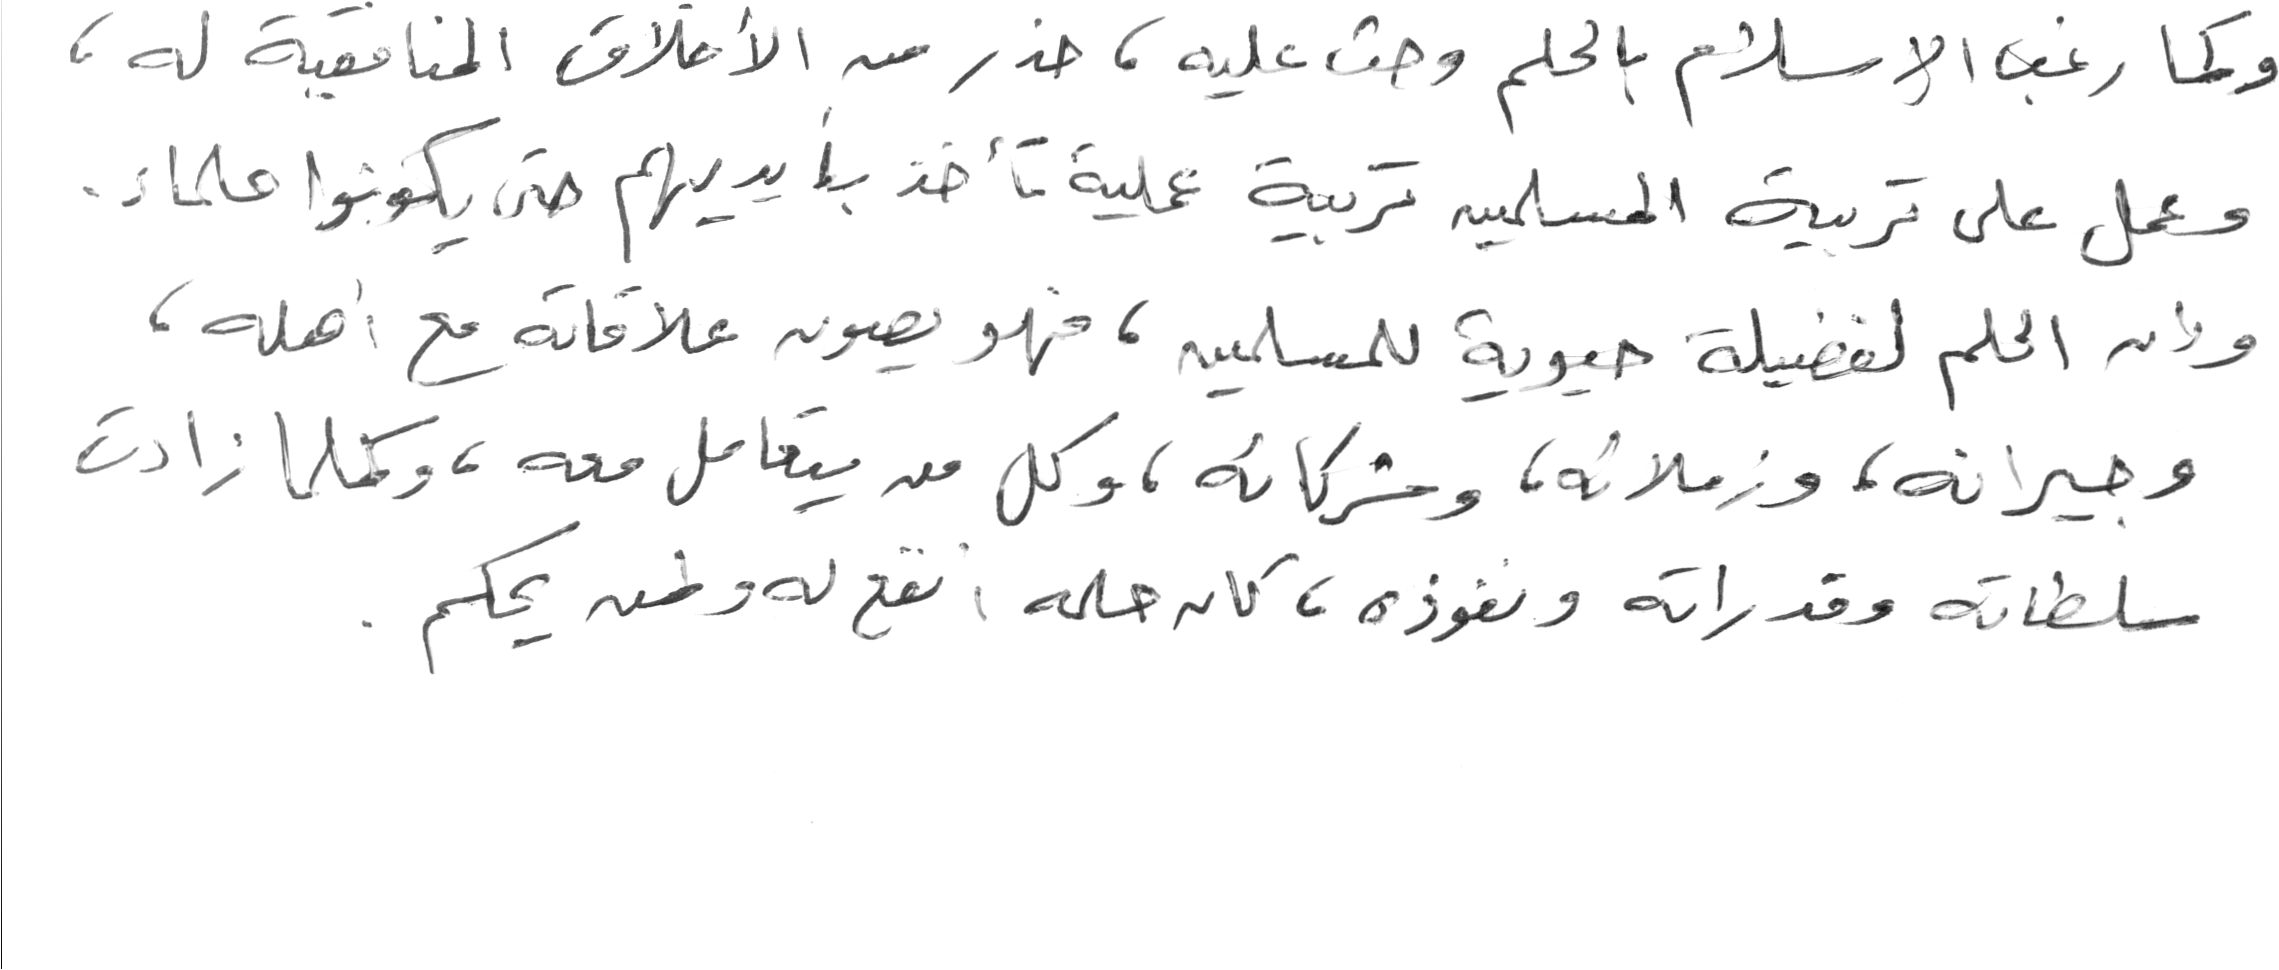 وكما رغب الإسلام بالحلم وحث عليه ، حذر من الأخلاق المنافية له ،
وعمل على تربية المسلمين تربية عملية تأخذ بأيديهم حتى يكونوا حلماء .
وإن الحلم لفضيلة حيوية للمسلمين ، فهو يصون علاقاته مع أهله ،
وجيرانه ، وزملائه ، وشركائه ، وكل من يتعامل معه ، وكلما زادت
سلطاته وقدراته ونفوذه ، كان حلمه أنفع له ولمن يحكم .